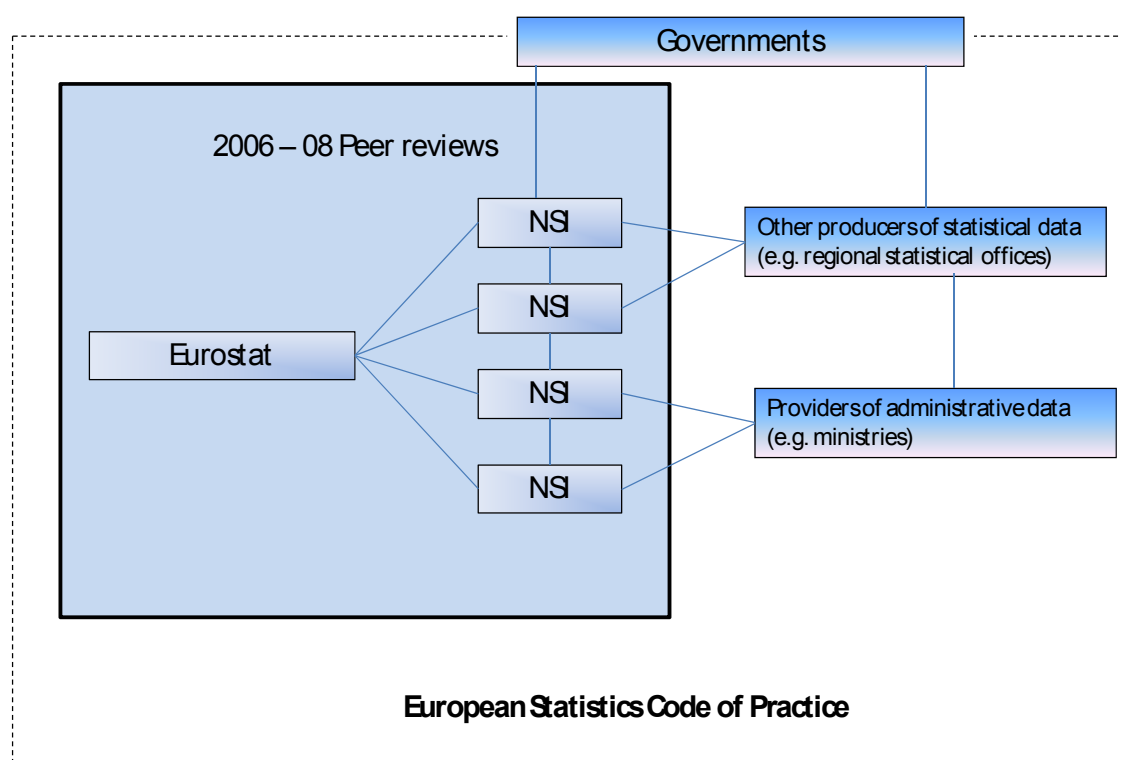 Governments
2006 – 08 Peer reviews
NSI
Other producers of statistical data
(e.g. regional statistical offices)
NSI
Eurostat
NSI
Providers of administrative data
(e.g. ministries)
NSI
European Statistics Code of Practice